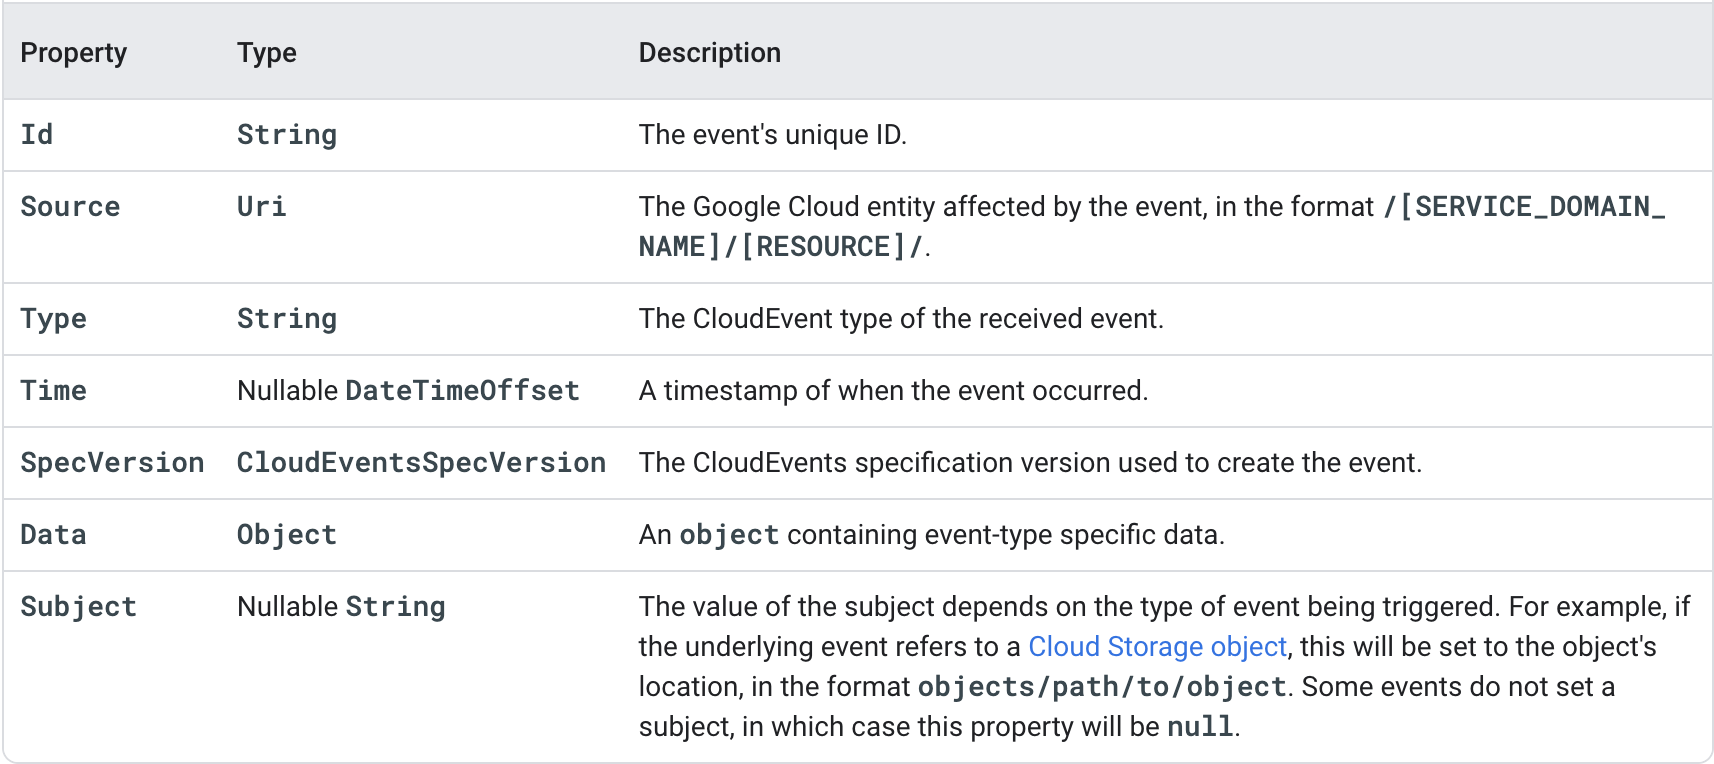 Property Type Description
Id String The event's unique ID.
Source Uri The Google Cloud entity affected by the event, in the format /[SERVICE_DOMAIN_
NAME]/[RESOURCE]/.
Type String The CloudEvent type of the received event.
Time Nullable DateTimeOffset A timestamp of when the event occurred.
SpecVersion CloudEventsSpecVersion The CloudEvents specification version used to create the event.
Data Object An object containing event-type specific data.
Subject Nullable String The value of the subject depends on the type of event being triggered. For example, if
the underlying event refers to a Cloud Storage object, this will be set to the object's
location, in the format objects/path/to/object. Some events do not set a
subject, in which case this property will be null.